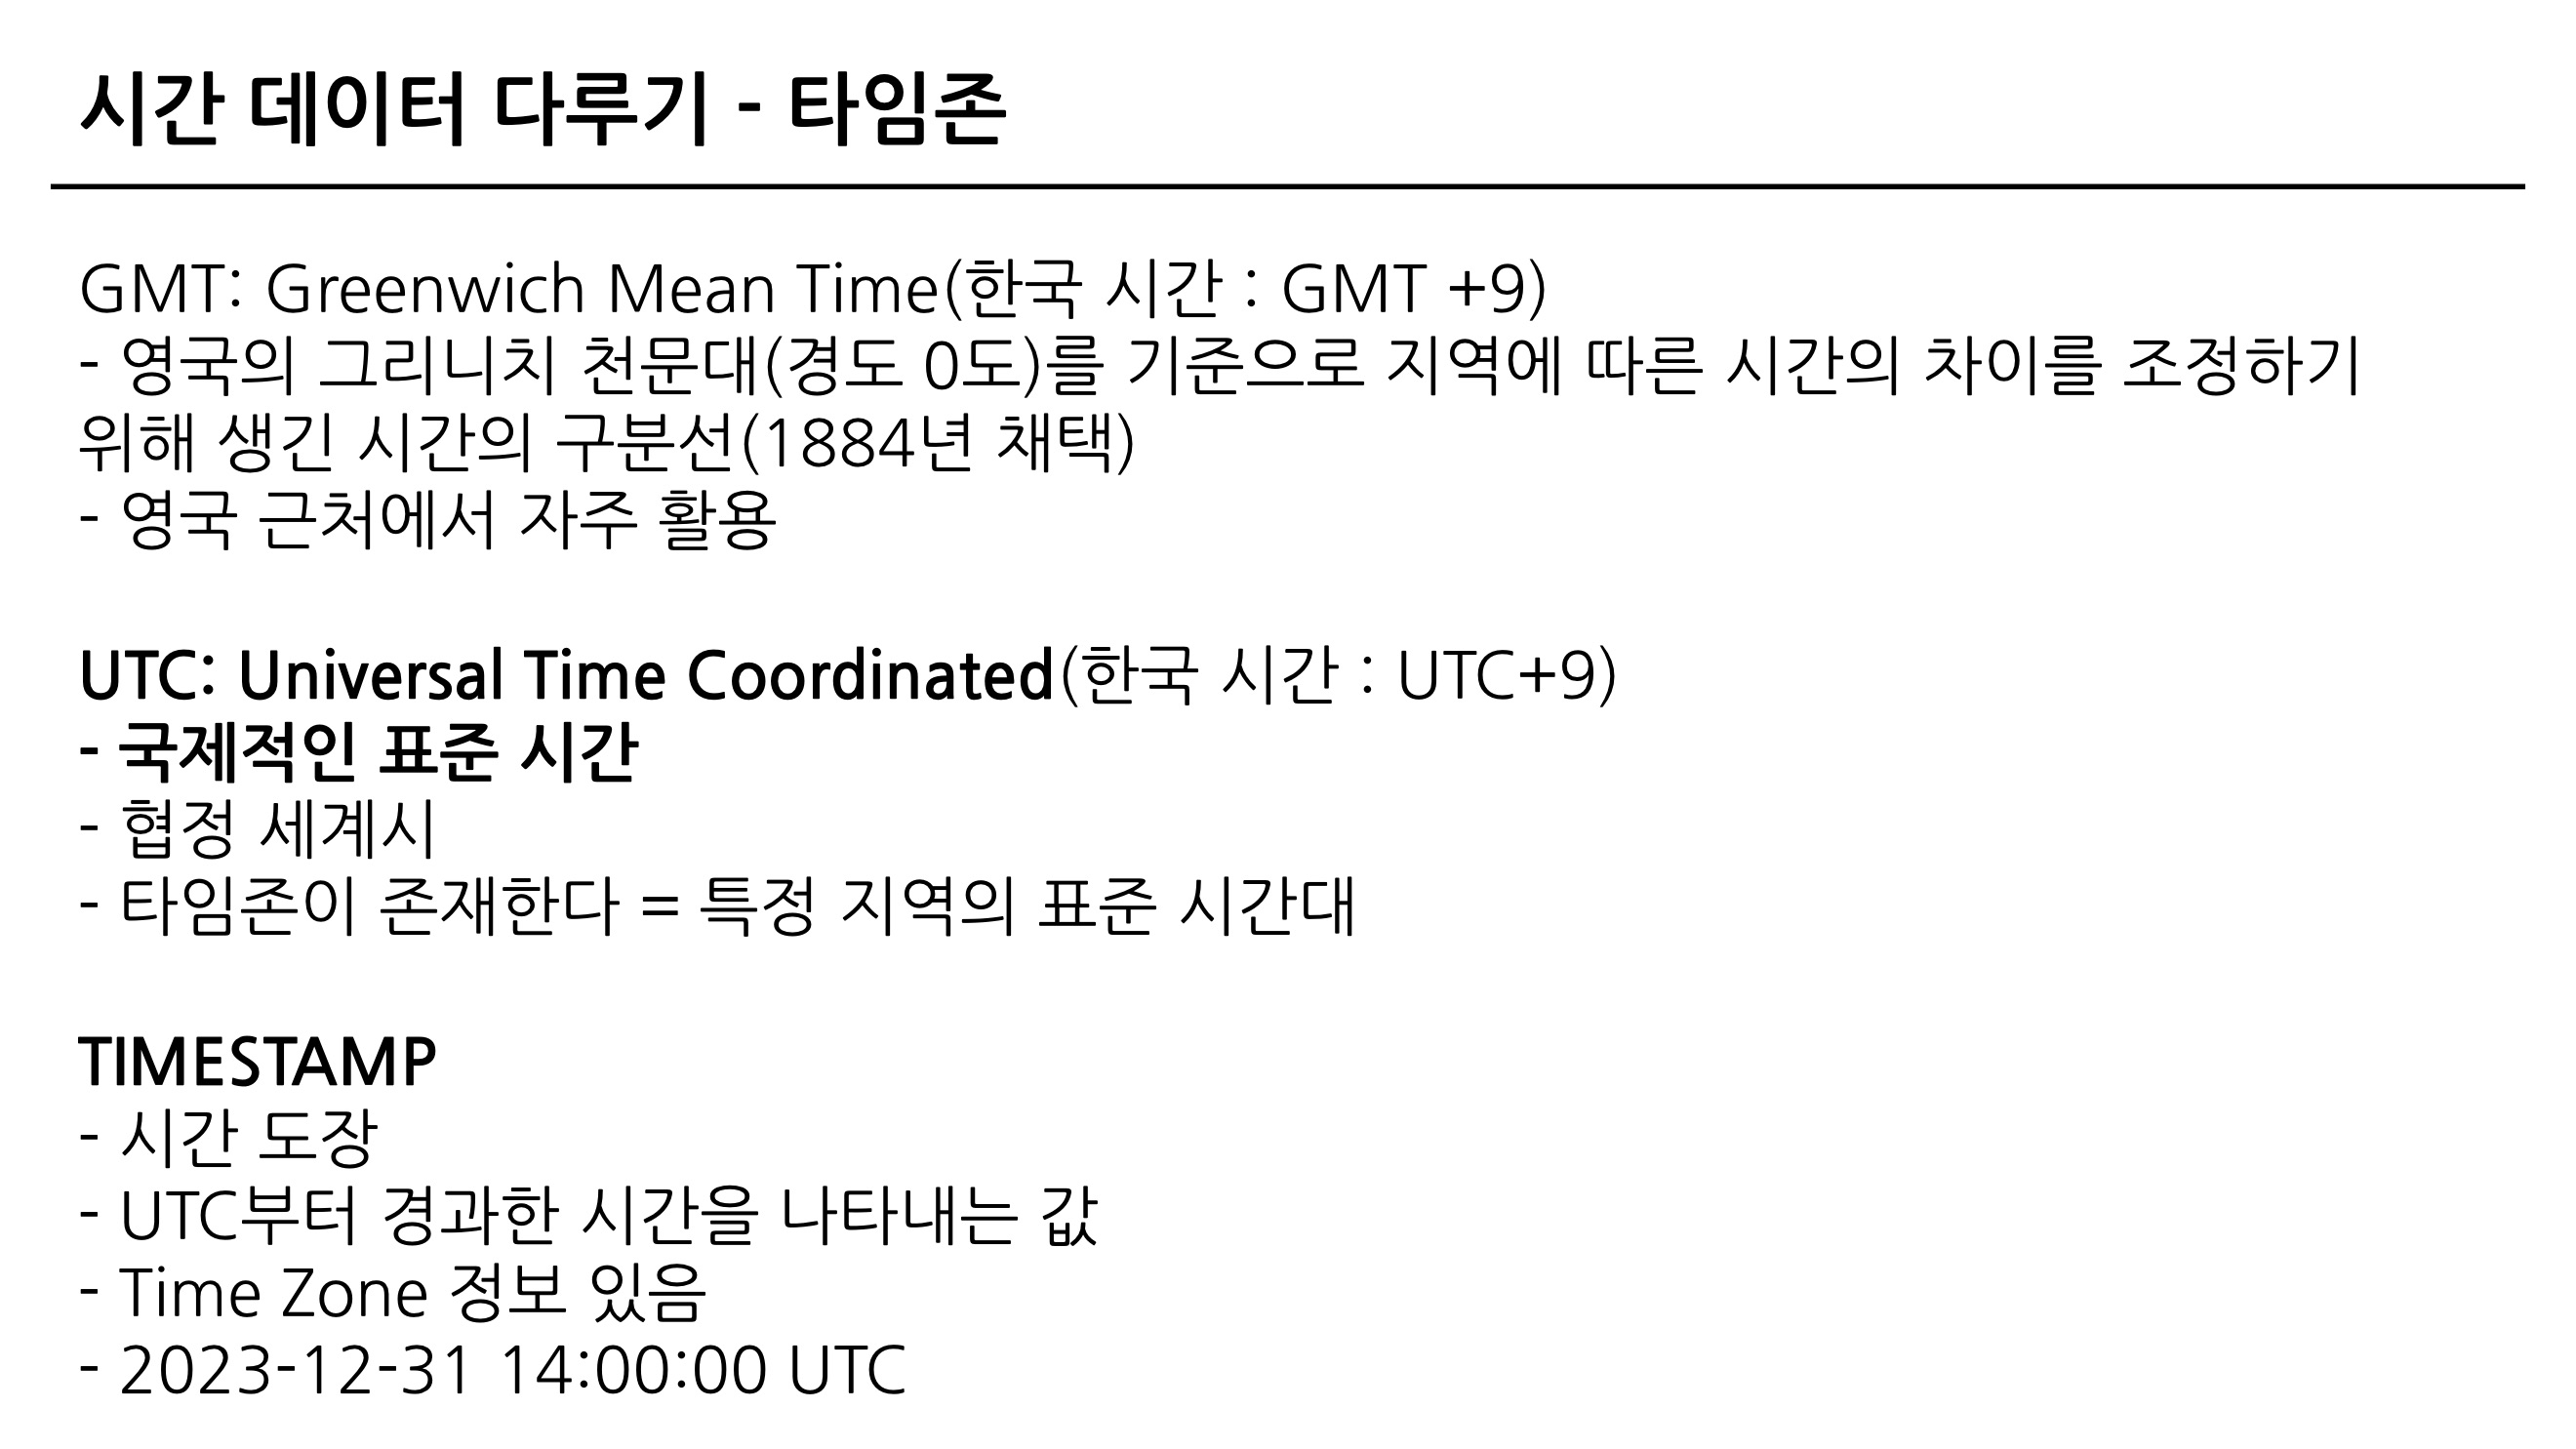 시간 데이터 다루기 - 타임존
GMT: Greenwich Mean Time(한국 시간 : GMT +9)
- 영국의 그리니치 천문대(경도 0도)를 기준으로 지역에 따른 시간의 차이를 조정하기
위해 생긴 시간의 구분선(1884년 채택)
- 영국 근처에서 자주 활용
UTC: Universal Time Coordinated(한국 시간 : UTC+9)
- 국제적인 표준 시간
- 협정 세계시
- 타임존이 존재한다 = 특정 지역의 표준 시간대
TIMESTAMP
- 시간 도장
- UTC부터 경과한 시간을 나타내는 값
- Time Zone 정보 있음
- 2023-12-31 14:00:00 UTC